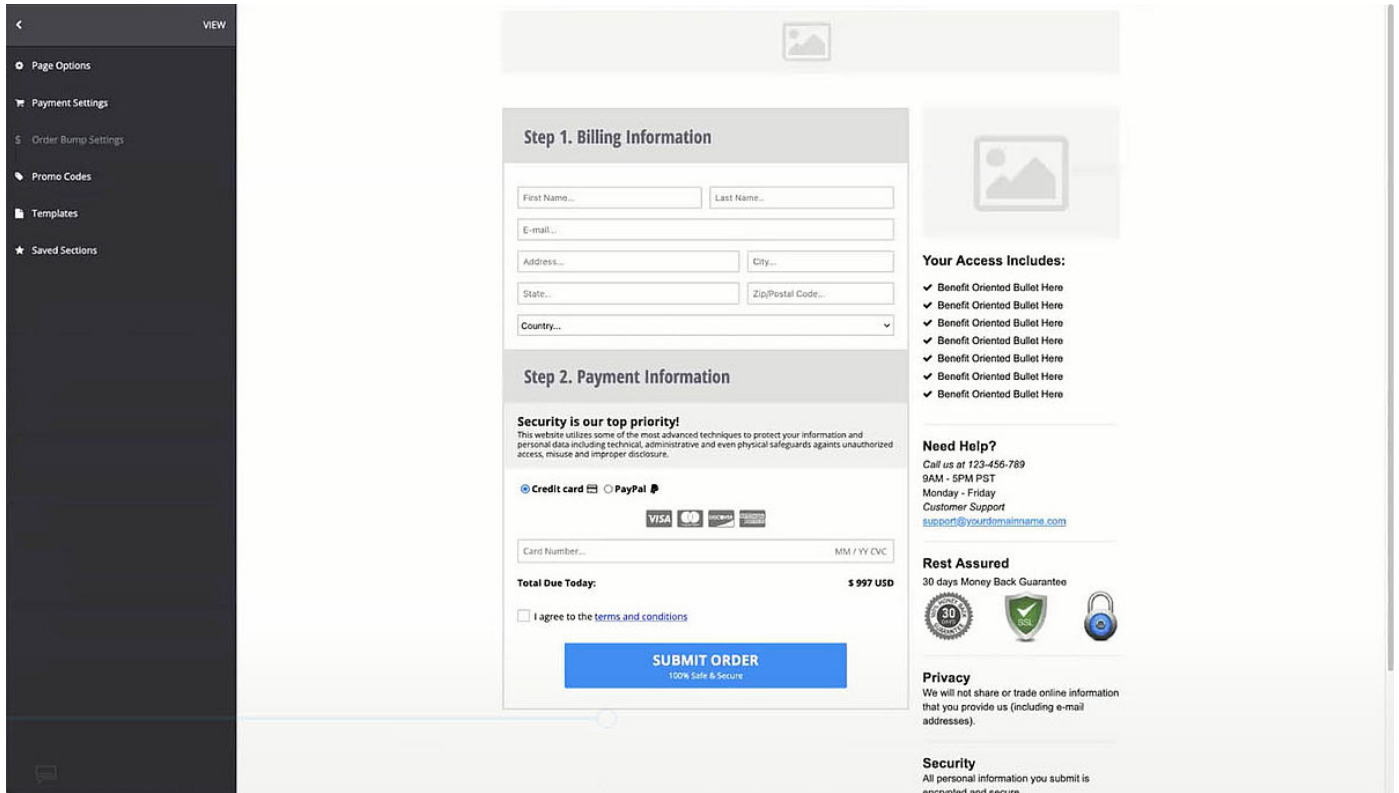 VIEW
Page Options
Payment Settings
$ Order Bump Settings
Promo Codes
Templates
Saved Sections
Step 1. Billing Information
First Name...
Last Name..
E-mail...
Address...
City...
State...
Zip/Postal Code...
Country...
Step 2. Payment Information
Security is our top priority!
This website utilizes some of the most advanced techniques to protect your information and
personal data including technical, administrative and even physical safeguards againts unauthorized
access, misuse and improper disclosure.
Credit card
PayPal
VISA
DISCOVER
Card Number...
MM / YY CVC
Total Due Today:
$ 997 USD
I agree to the terms and conditions
SUBMIT ORDER
100% Safe & Secure
Your Access Includes:
Benefit Oriented Bullet Here
Benefit Oriented Bullet Here
Benefit Oriented Bullet Here
Benefit Oriented Bullet Here
Benefit Oriented Bullet Here
Benefit Oriented Bullet Here
Benefit Oriented Bullet Here
Need Help?
Call us at 123-456-789
9AM - 5PM PST
Monday - Friday
Customer Support
support@yourdomainname.com
Rest Assured
30 days Money Back Guarantee
100% MONEY BACK
30
DAYS
GUARANTEE
SSL
Privacy
We will not share or trade online information
that you provide us (including e-mail
addresses).
Security
All personal information you submit is
encrypted and secure